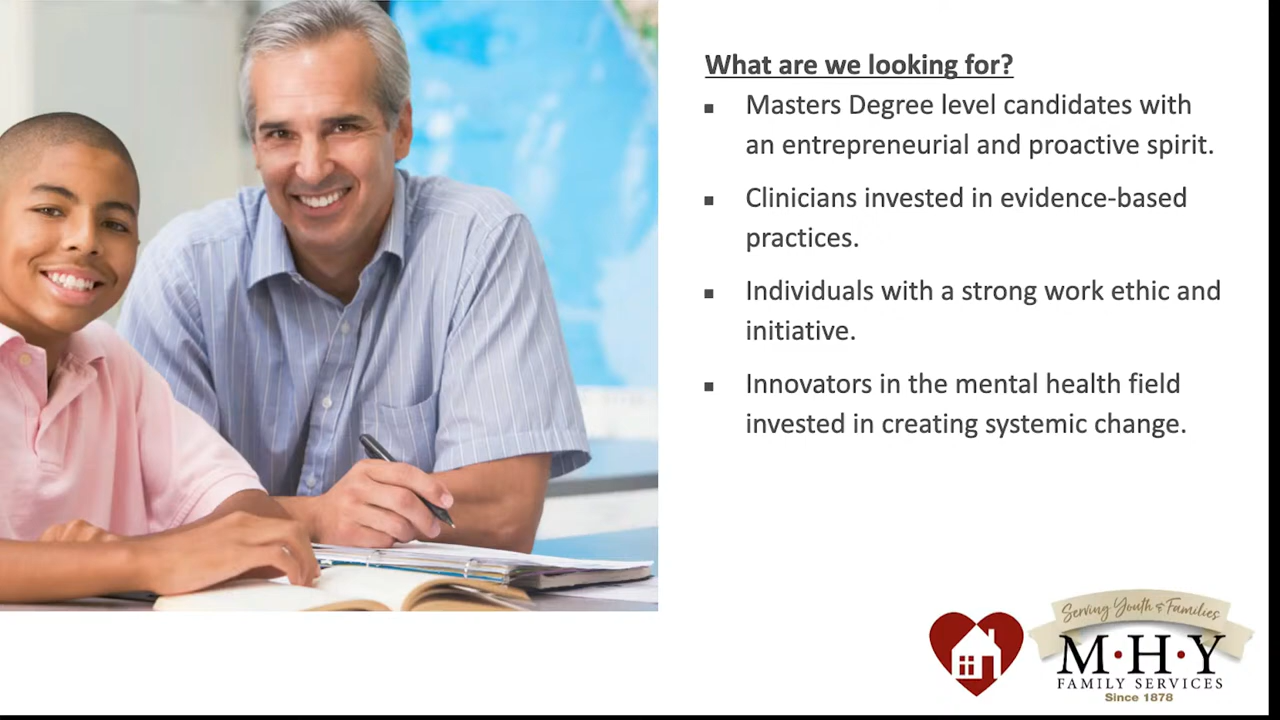 What are we looking for?
▪ Masters Degree level candidates with
an entrepreneurial and proactive spirit.
▪ Clinicians invested in evidence-based
practices.
▪ Individuals with a strong work ethic and
initiative.
▪ Innovators in the mental health field
invested in creating systemic change.
Serving Youth & Families
M·H·Y
FAMILY SERVICES
Since 1878